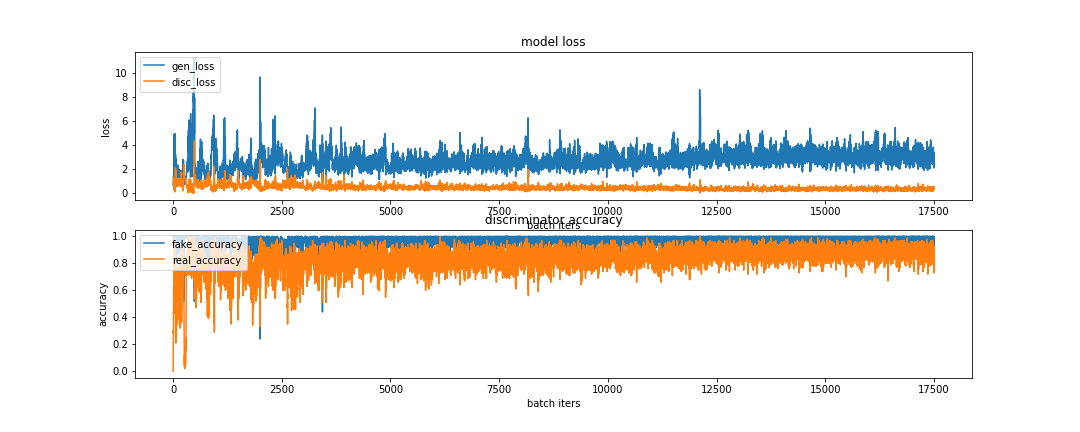 model loss
gen_loss
disc_loss
loss
10
8
6
4
2
0
0 2500 5000 7500 10000 12500 15000 17500
batch iters
discriminator accuracy
fake_accuracy
real_accuracy
accuracy
1.0
0.8
0.6
0.4
0.2
0.0
0 2500 5000 7500 10000 12500 15000 17500
batch iters